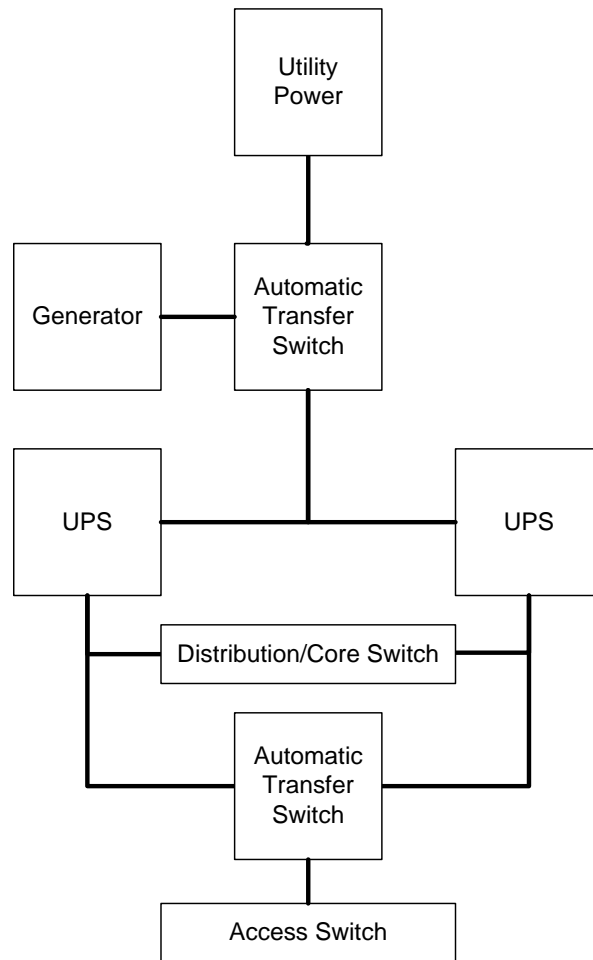 Utility
Power
Generator
Automatic
Transfer
Switch
UPS
UPS
Distribution/Core Switch
Automatic
Transfer
Switch
Access Switch